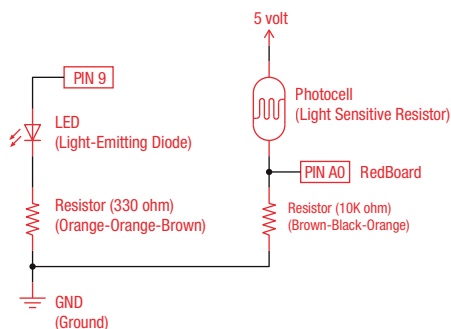 5 volt
PIN 9
Photocell
(Light Sensitive Resistor)
LED
(Light-Emitting Diode)
PIN A0 RedBoard
Resistor (330 ohm)
(Orange-Orange-Brown)
Resistor (10K ohm)
(Brown-Black-Orange)
GND
(Ground)